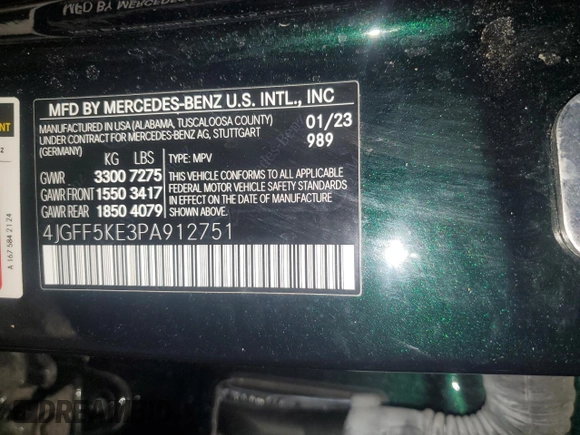 MFD BY MERCEDES-BENZ U.S. INTL., INC
MANUFACTURED IN USA (ALABAMA, TUSCALOOSA COUNTY)
UNDER CONTRACT FOR MERCEDES-BENZ AG, STUTTGART
(GERMANY)
01/23
989
KG LBS
GVWR 3300 7275
GAWR FRONT 1550 3417
GAWR REAR 1850 4079
TYPE: MPV
THIS VEHICLE CONFORMS TO ALL APPLICABLE
FEDERAL MOTOR VEHICLE SAFETY STANDARDS
IN EFFECT ON THE DATE OF
MANUFACTURE SHOWN ABOVE.
4JGFF5KE3PA912751
A 167 584 21 24